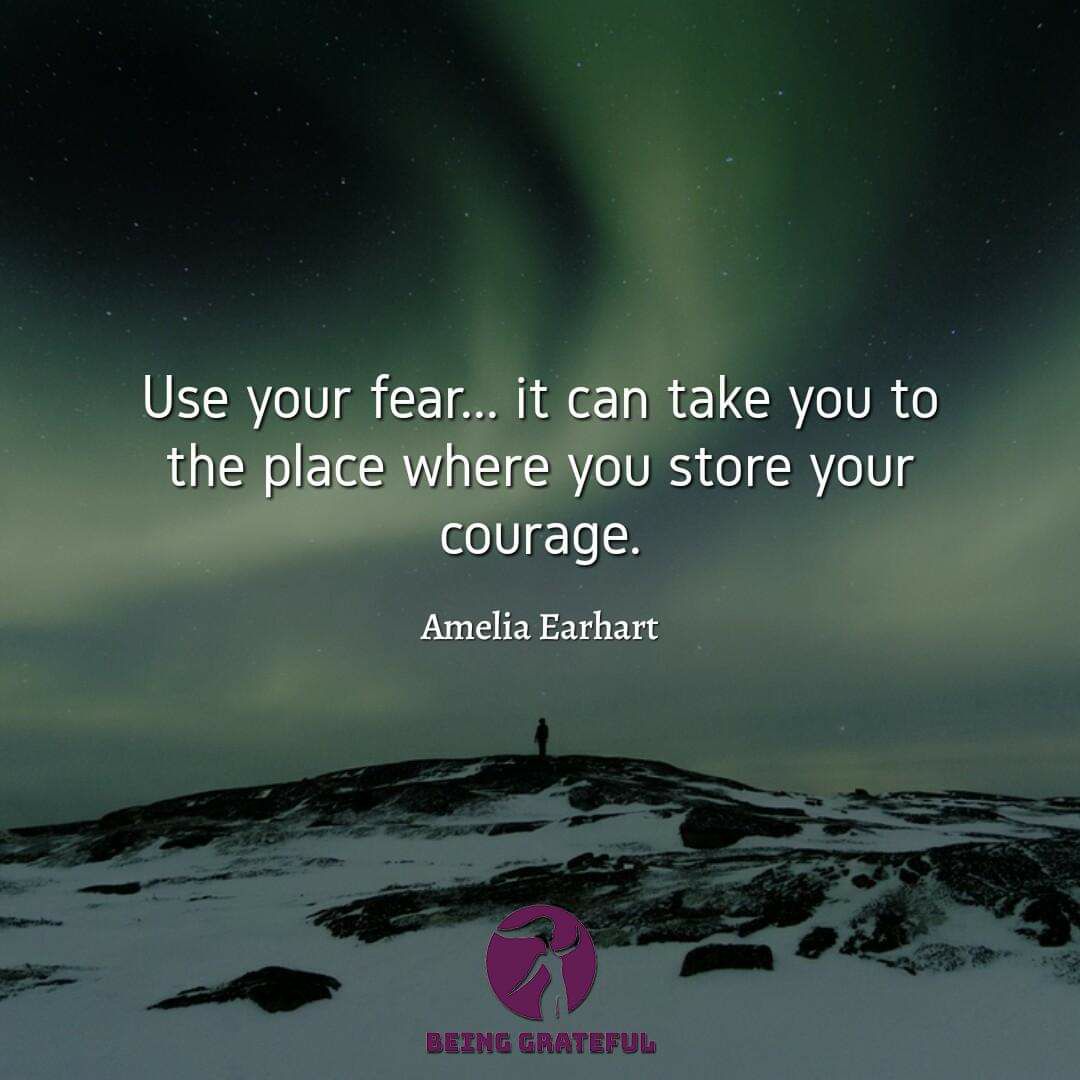 Use your fear... it can take you to
the place where you store your
courage.
Amelia Earhart
BEING GRATEFUL